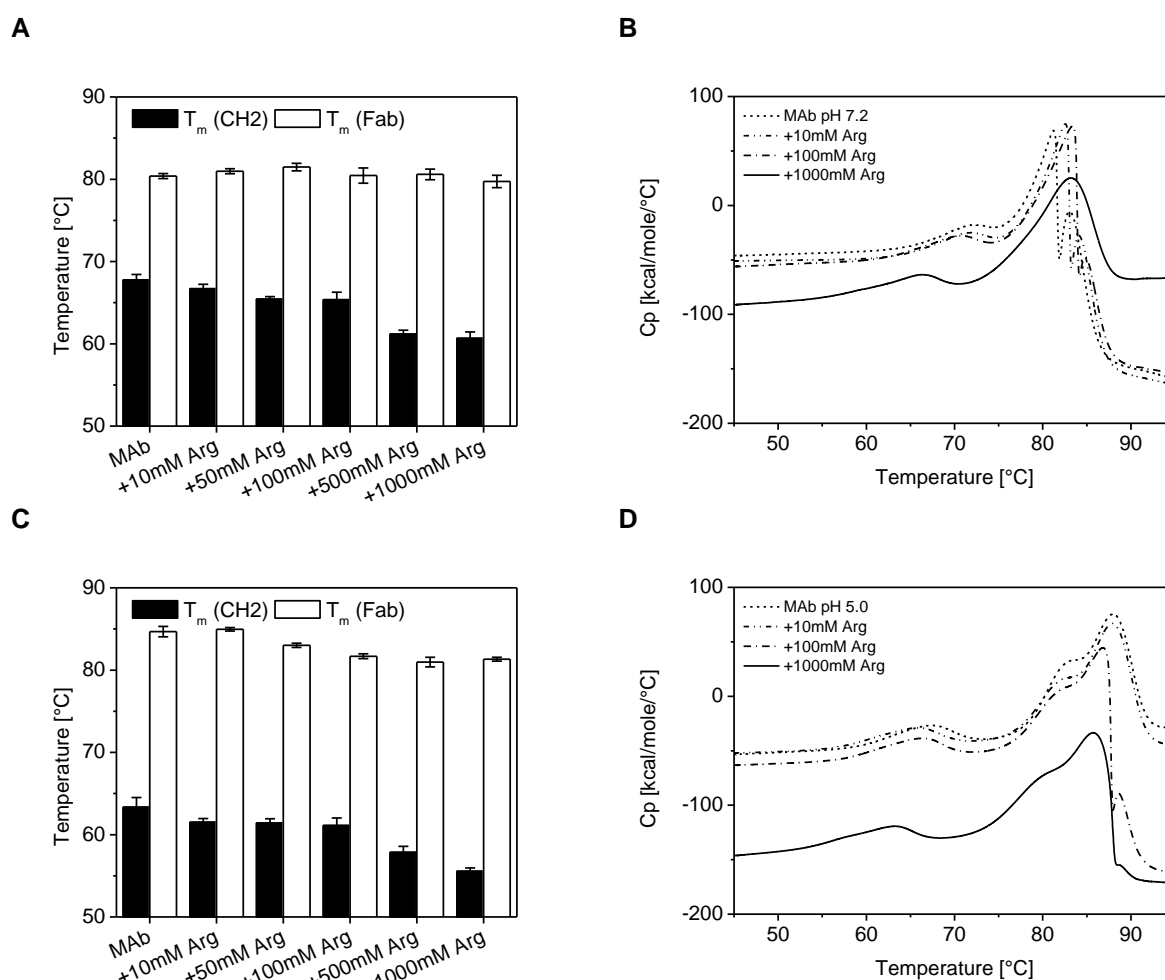 A
B
90
80
70
60
50
Temperature [°C]
Tm (CH2) Tm (Fab)
MAb
+10mM Arg
+50mM Arg
+100mM Arg
+500mM Arg
+1000mM Arg
100
0
-100
-200
Cp [kcal/mole/°C]
MAb pH 7.2
+10mM Arg
+100mM Arg
+1000mM Arg
50 60 70 80 90
Temperature [°C]
C
D
90
80
70
60
50
Temperature [°C]
Tm (CH2) Tm (Fab)
MAb
+10mM Arg
+50mM Arg
+100mM Arg
+500mM Arg
1000mM Arg
100
0
-100
-200
Cp [kcal/mole/°C]
MAb pH 5.0
+10mM Arg
+100mM Arg
+1000mM Arg
50 60 70 80 90
Temperature [°C]